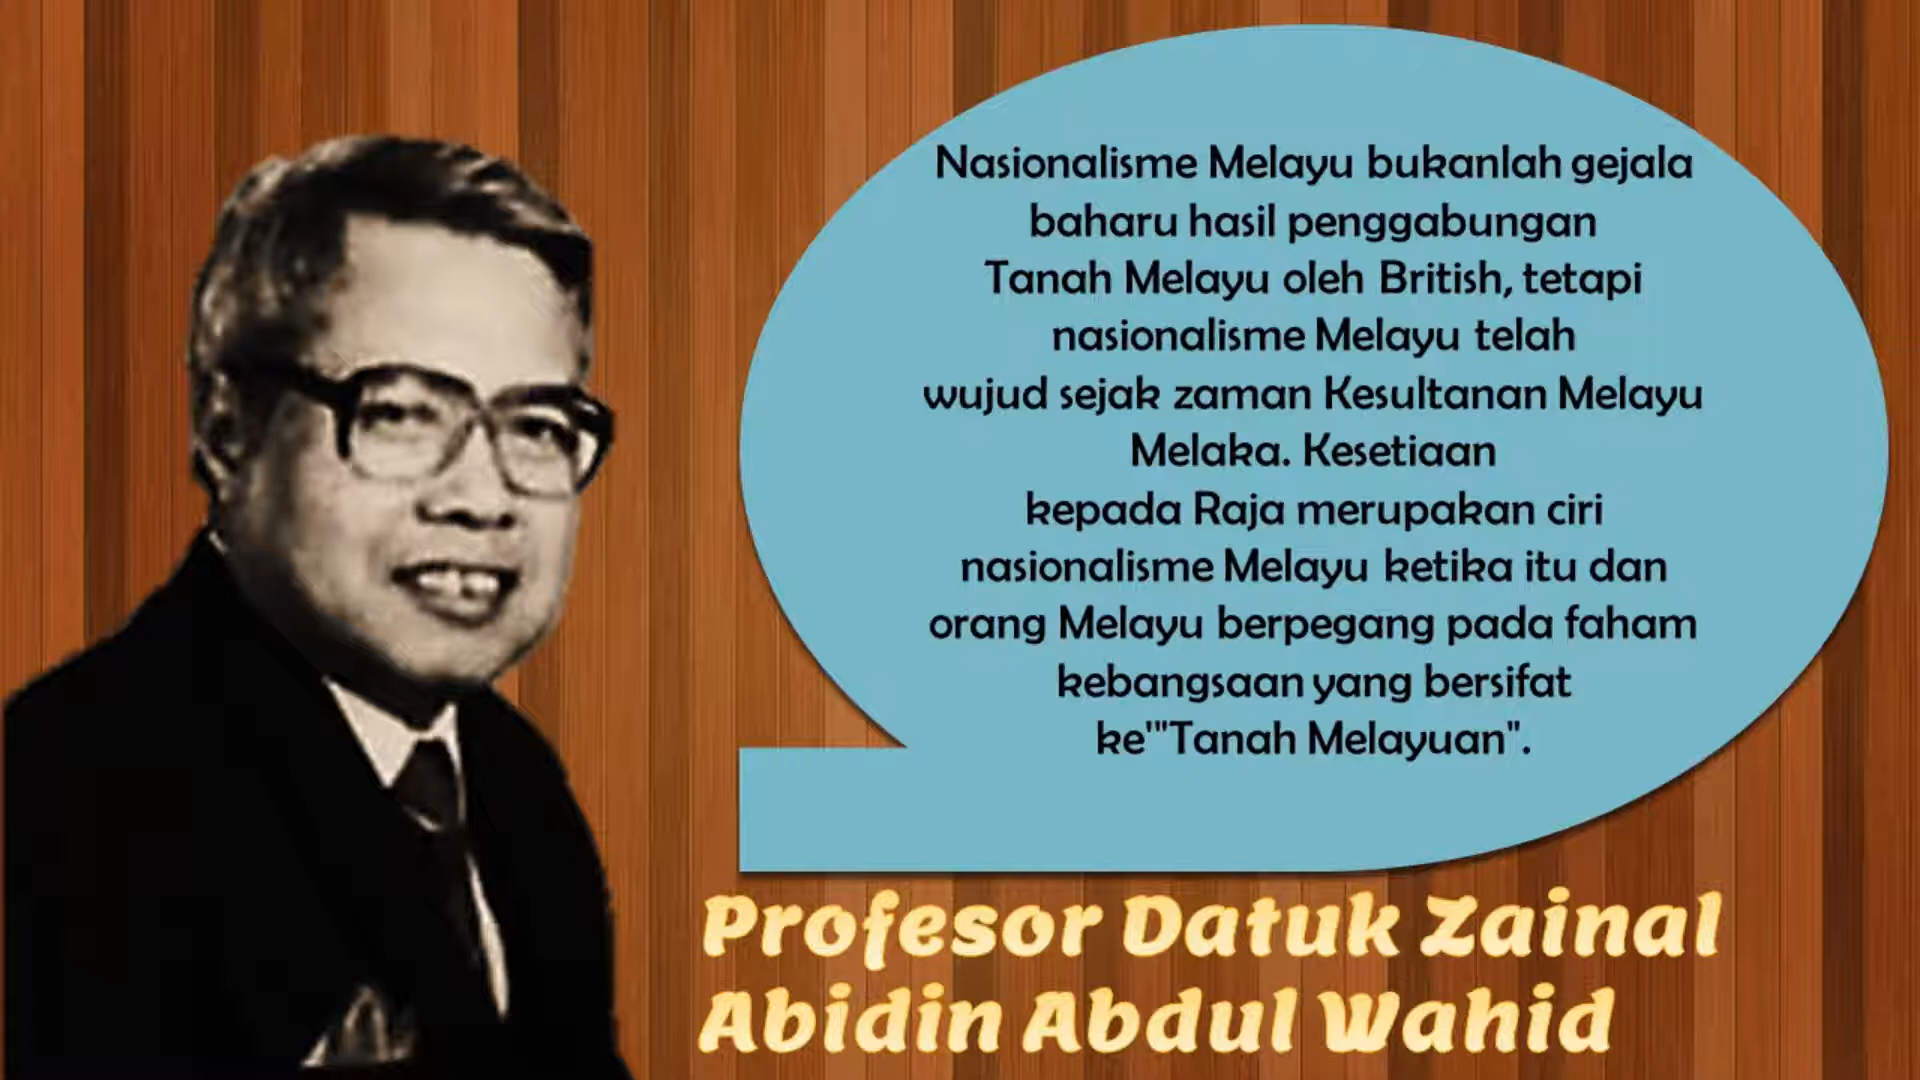 Nasionalisme Melayu bukanlah gejala
baharu hasil penggabungan
Tanah Melayu oleh British, tetapi
nasionalisme Melayu telah
wujud sejak zaman Kesultanan Melayu
Melaka. Kesetiaan
kepada Raja merupakan ciri
nasionalisme Melayu ketika itu dan
orang Melayu berpegang pada faham
kebangsaan yang bersifat
ke'"Tanah Melayuan".
Profesor Datuk Zainal
Abidin Abdul Wahid